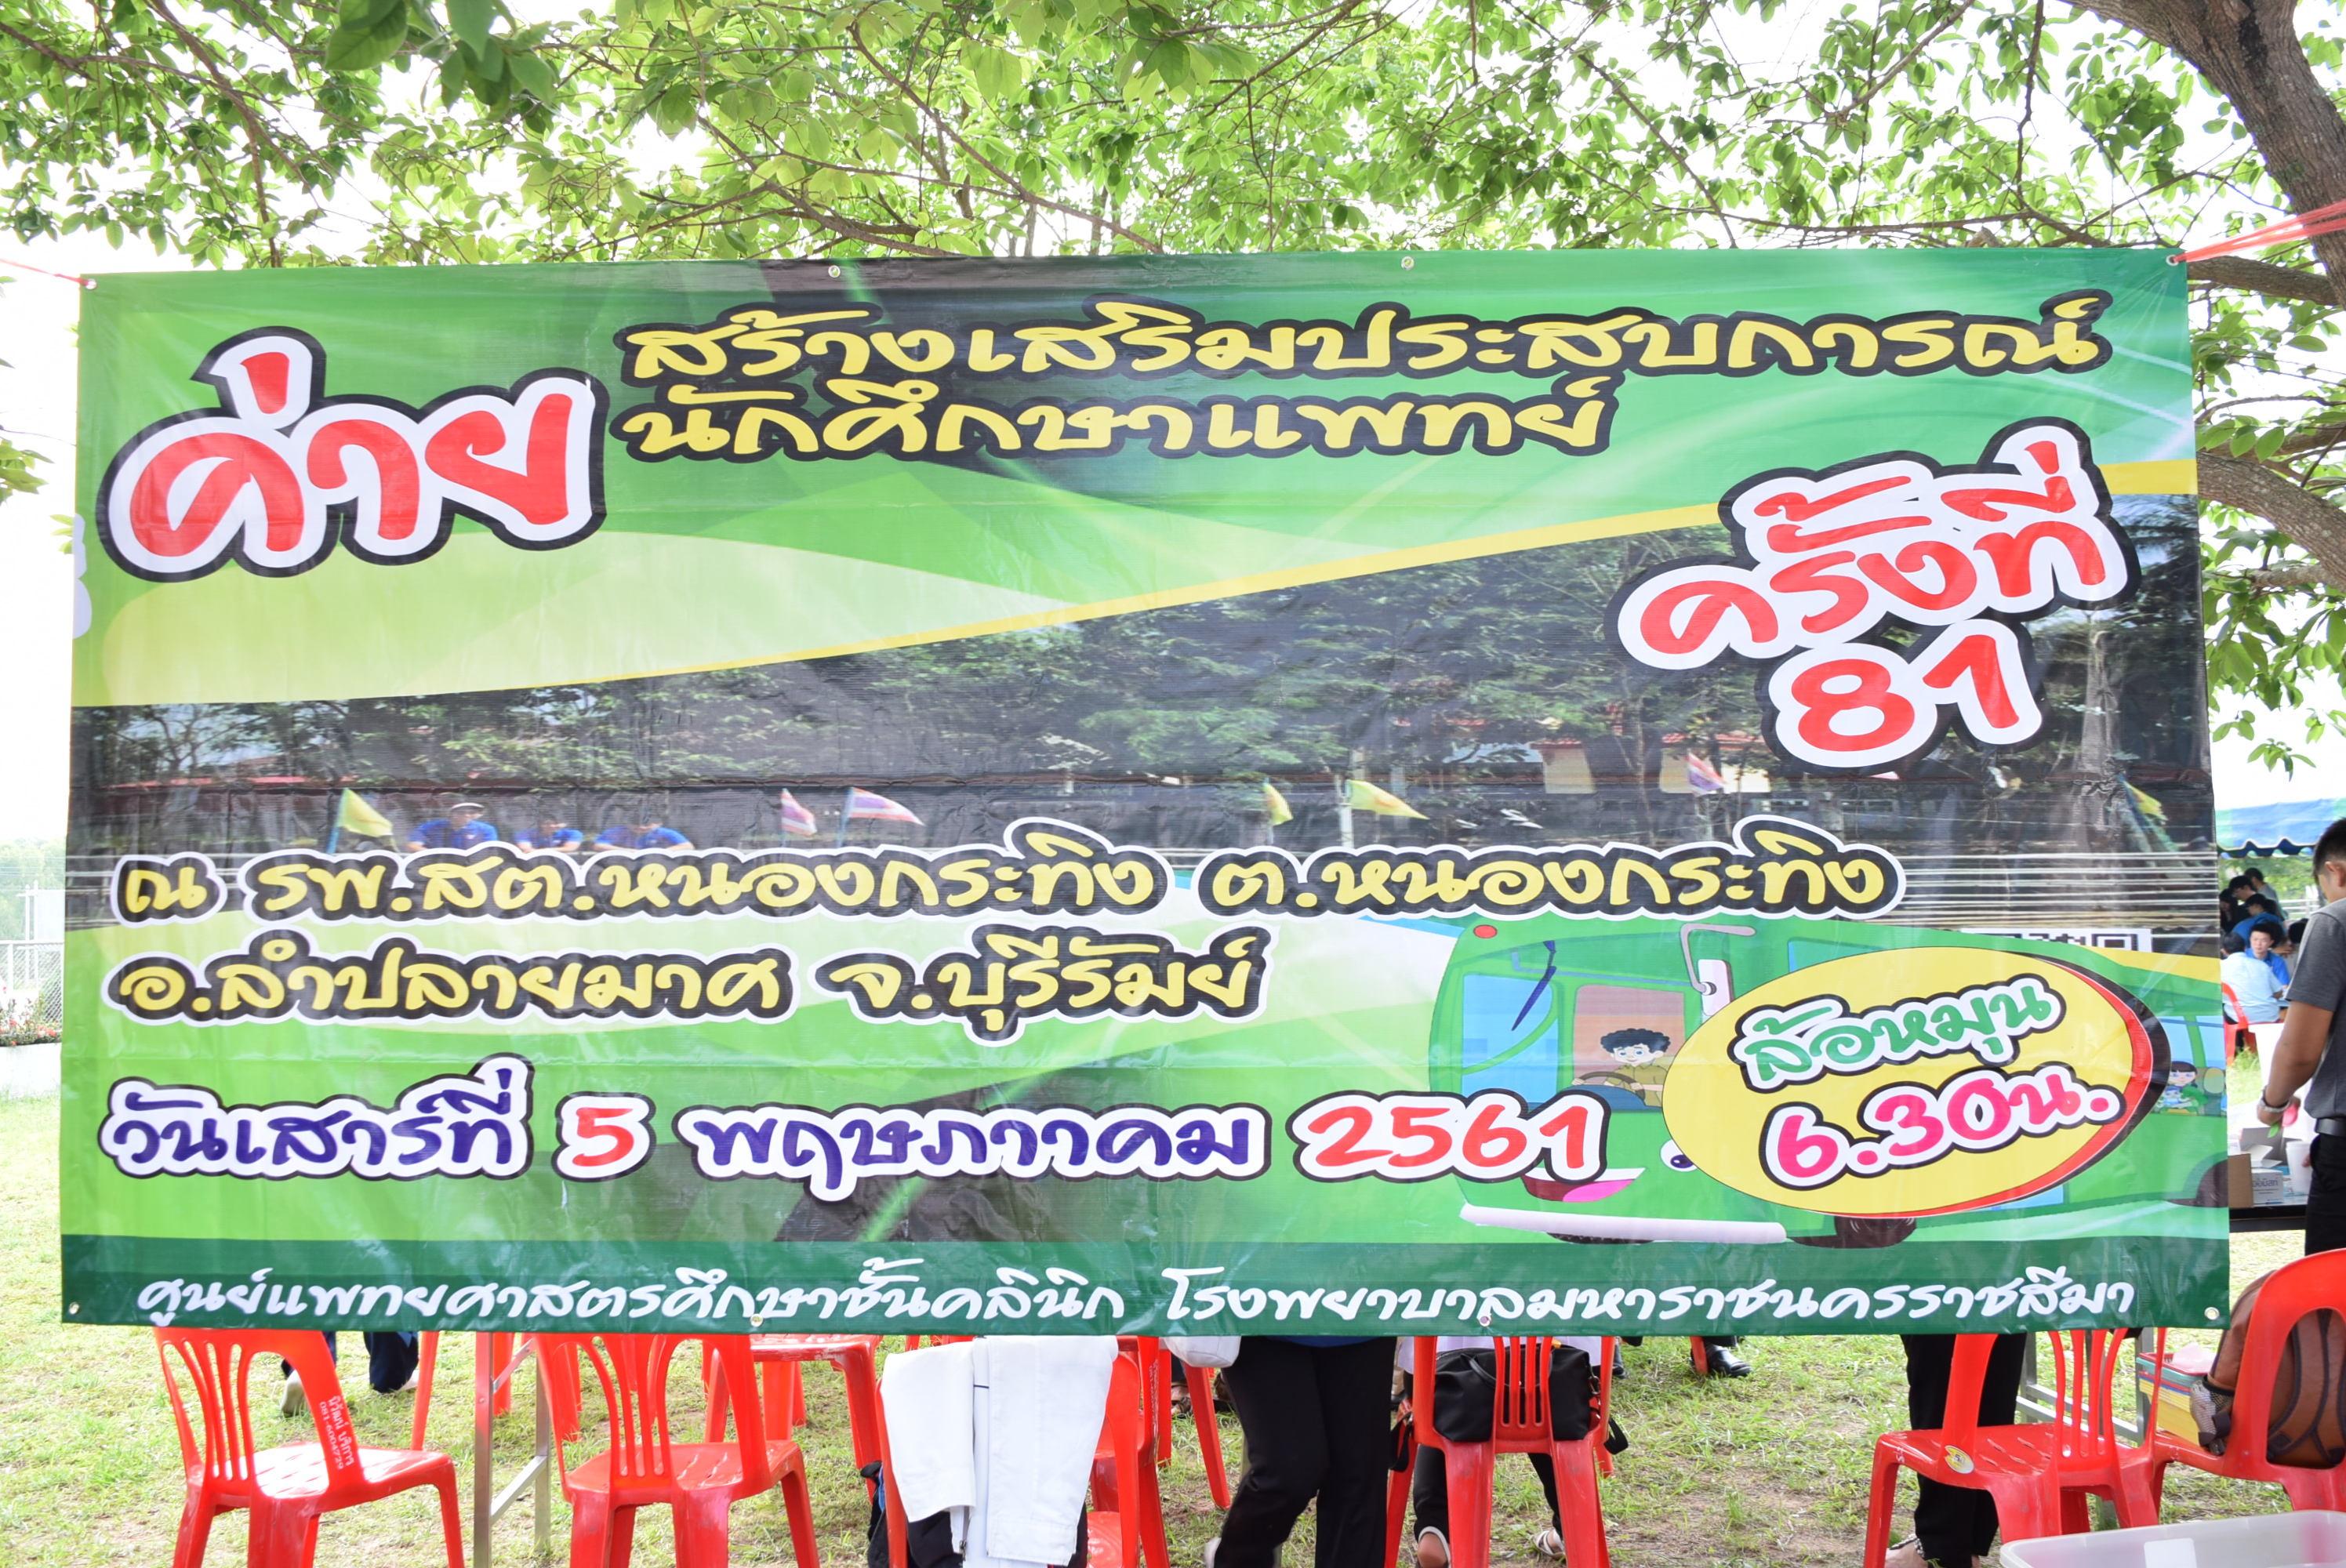 ค่าย
สร้างเสริมประสบการณ์
นักศึกษาแพทย์
ครั้งที่
81
ณ รพ.สต.หนองกระทิง ต.หนองกระทิง
อ.ลำปลายมาศ จ.บุรีรัมย์
วันเสาร์ที่ 5 พฤษภาาคม 2561
ล้อหมุน
6.30น.
ศูนย์แพทยศาสตรศึกษาชั้นคลินิก โรงพยาบาลมหาราชนครราชสีมา